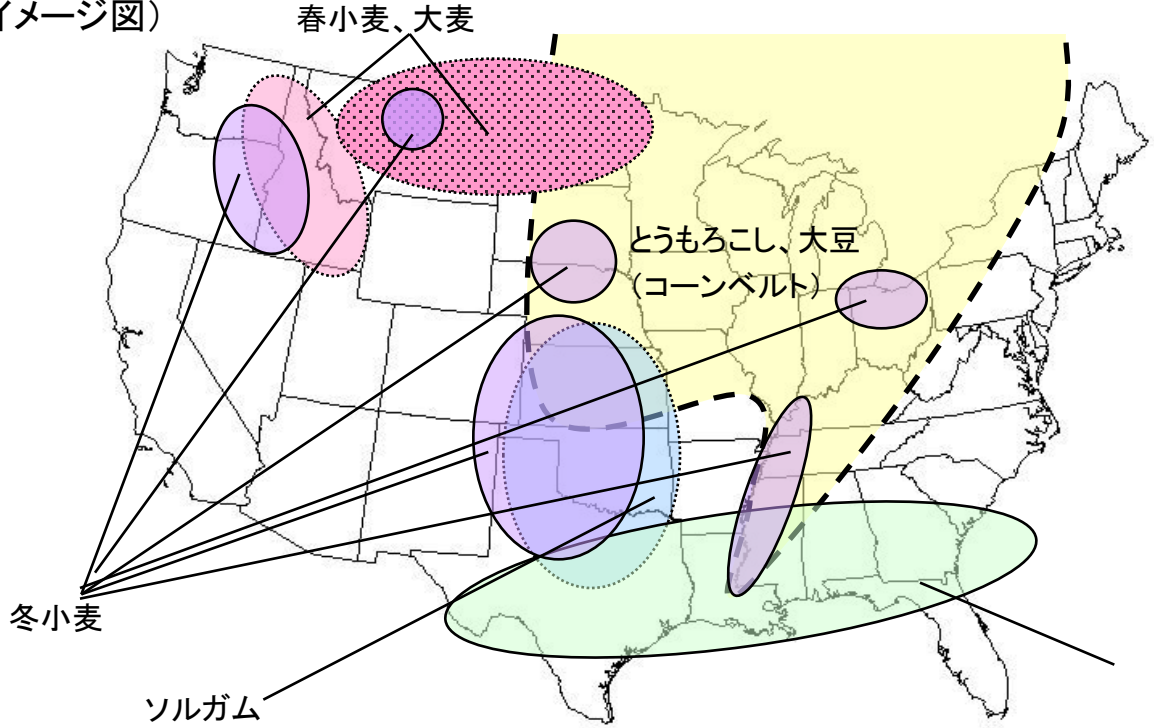 イメージ図）
春小麦、大麦
とうもろこし、大豆
（コーンベルト）
冬小麦
ソルガム